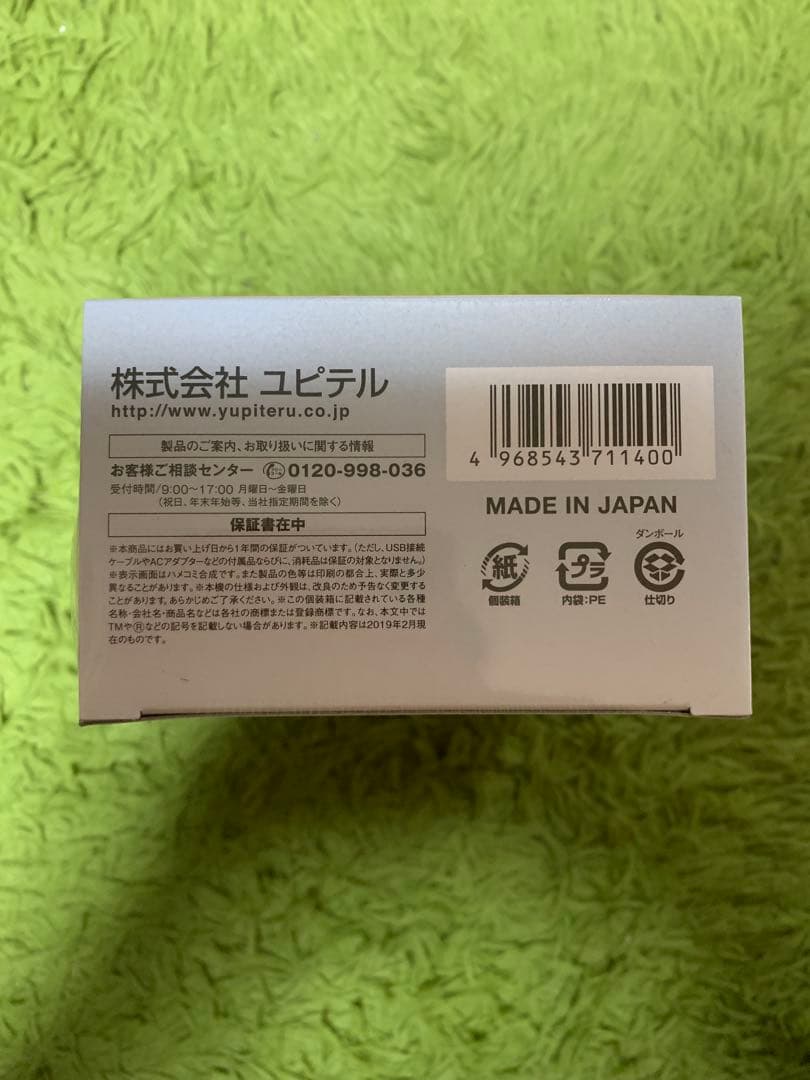 株式会社 ユピテル
http://www.yupiteru.co.jp
製品のご案内、お取り扱いに関する情報
お客様ご相談センター 0120-998-036
受付時間/9:00〜17:00 月曜日〜金曜日
(祝日、年末年始等、当社指定期間を除く)
保証書在中
※本商品にはお買い上げ日から1年間の保証がついています。(ただし、USB接続
ケーブルやACアダプターなどの付属品ならびに、消耗品は保証の対象となりません。)
※表示画面はハメコミ合成です。また製品の色等は印刷の都合上、実際と多少
異なることがあります。※本機の仕様および外観は、改良のため予告なく変更する
ことがあります。あらかじめご了承ください。※この個装箱に記載されている各種
名称・会社名・商品名などは各社の商標または登録商標です。なお、本文中では
TMや®などの記号を記載しない場合があります。※記載内容は2019年2月現
在のものです。
4 968543 711400
MADE IN JAPAN
紙
個装箱
プラ
内袋:PE
ダンボール
仕切り